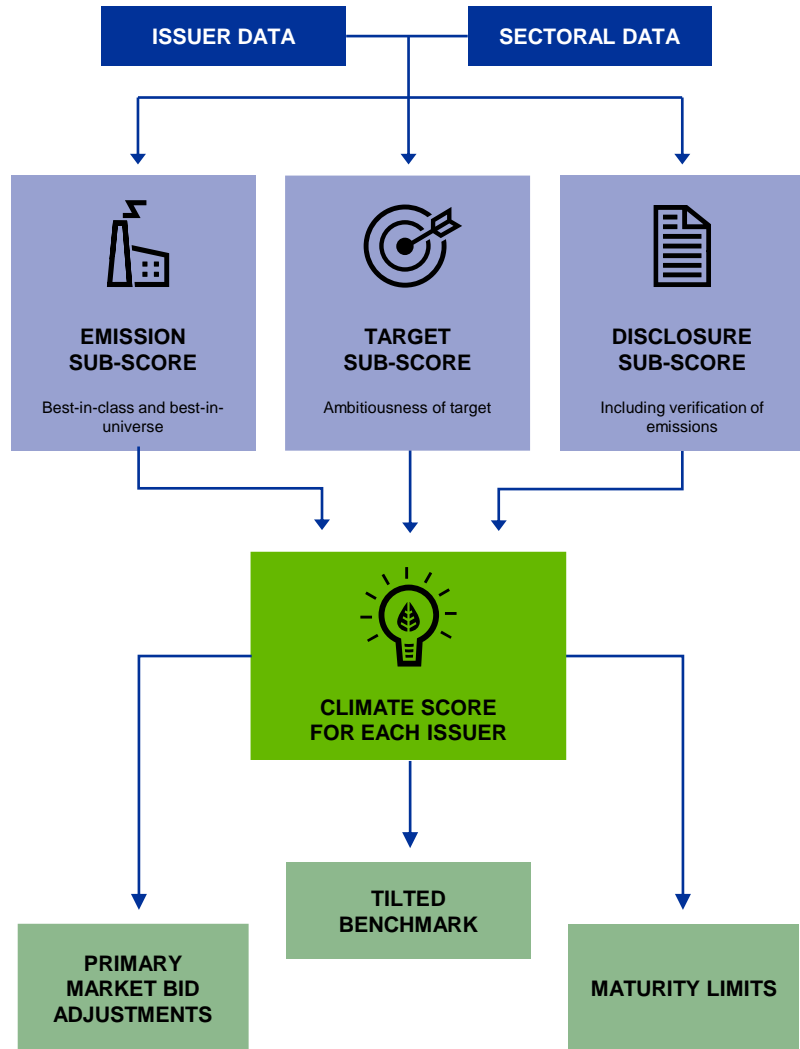 ISSUER DATA
SECTORAL DATA
EMISSION
SUB-SCORE
Best-in-class and best-in-
universe
TARGET
SUB-SCORE
Ambitiousness of target
DISCLOSURE
SUB-SCORE
Including verification of
emissions
CLIMATE SCORE
FOR EACH ISSUER
PRIMARY
MARKET BID
ADJUSTMENTS
TILTED
BENCHMARK
MATURITY LIMITS